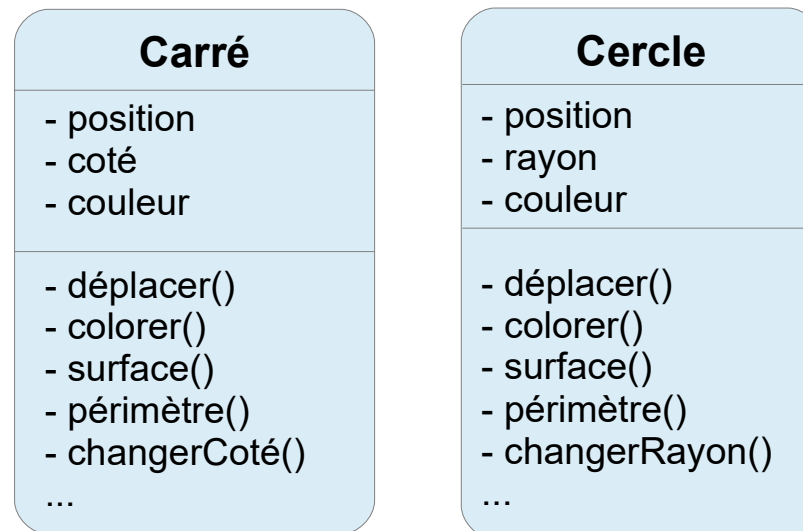 Carré
- position
- coté
- couleur
- déplacer()
- colorer()
- surface()
- périmètre()
- changerCoté()
...
Cercle
- position
- rayon
- couleur
- déplacer()
- colorer()
- surface()
- périmètre()
- changerRayon()
...